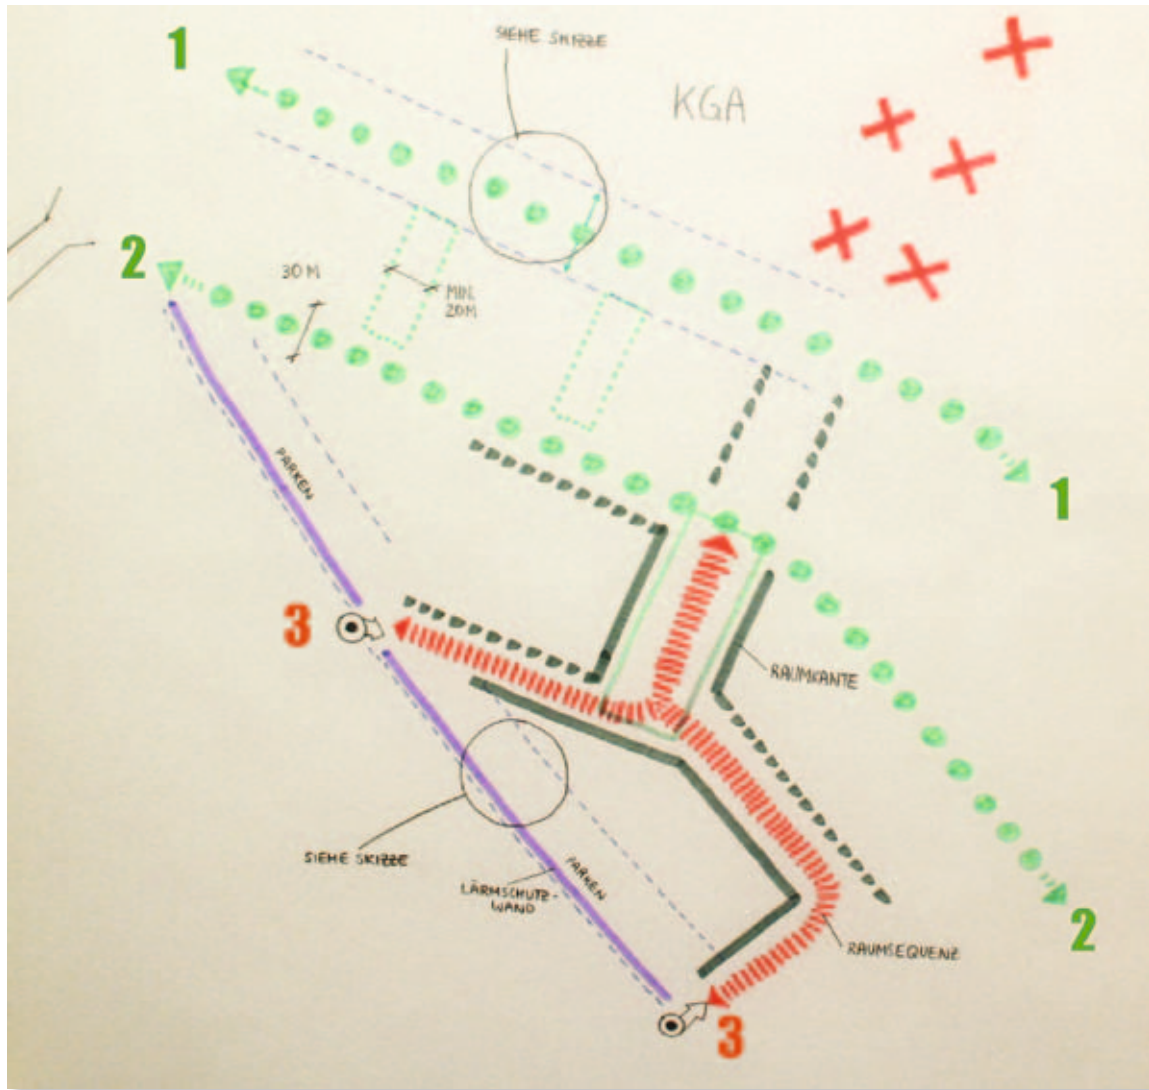 SIEHE SKIZZE
1
KGA
2
30 M
MIN.
20M
PARKEN
1
3
RAUMKANTE
SIEHE SKIZZE
PARKEN
LÄRMSCHUTZ-
WAND
2
RAUMSEQUENZ
3